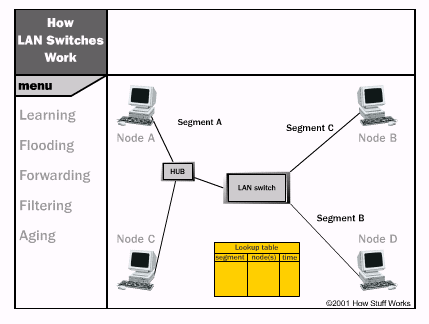 How
LAN Switches
Work
menu
Learning
Flooding
Forwarding
Filtering
Aging
Node A
Segment A
Segment C
Node B
HUB
LAN switch
Segment B
Node C
Node D
Lookup table
segment node(s) time
©2001 How Stuff Works